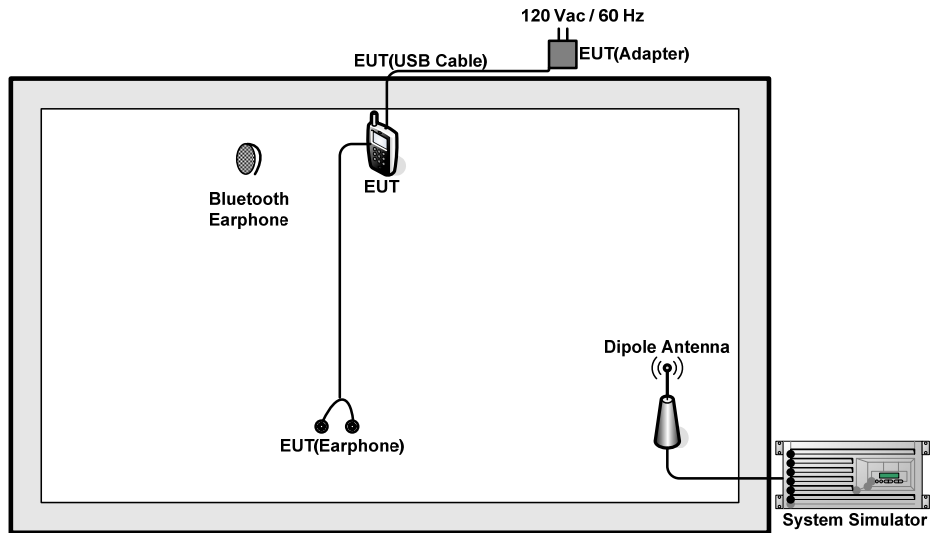 120 Vac / 60 Hz
EUT(USB Cable)
EUT(Adapter)
Bluetooth
Earphone
EUT
Dipole Antenna
EUT(Earphone)
System Simulator